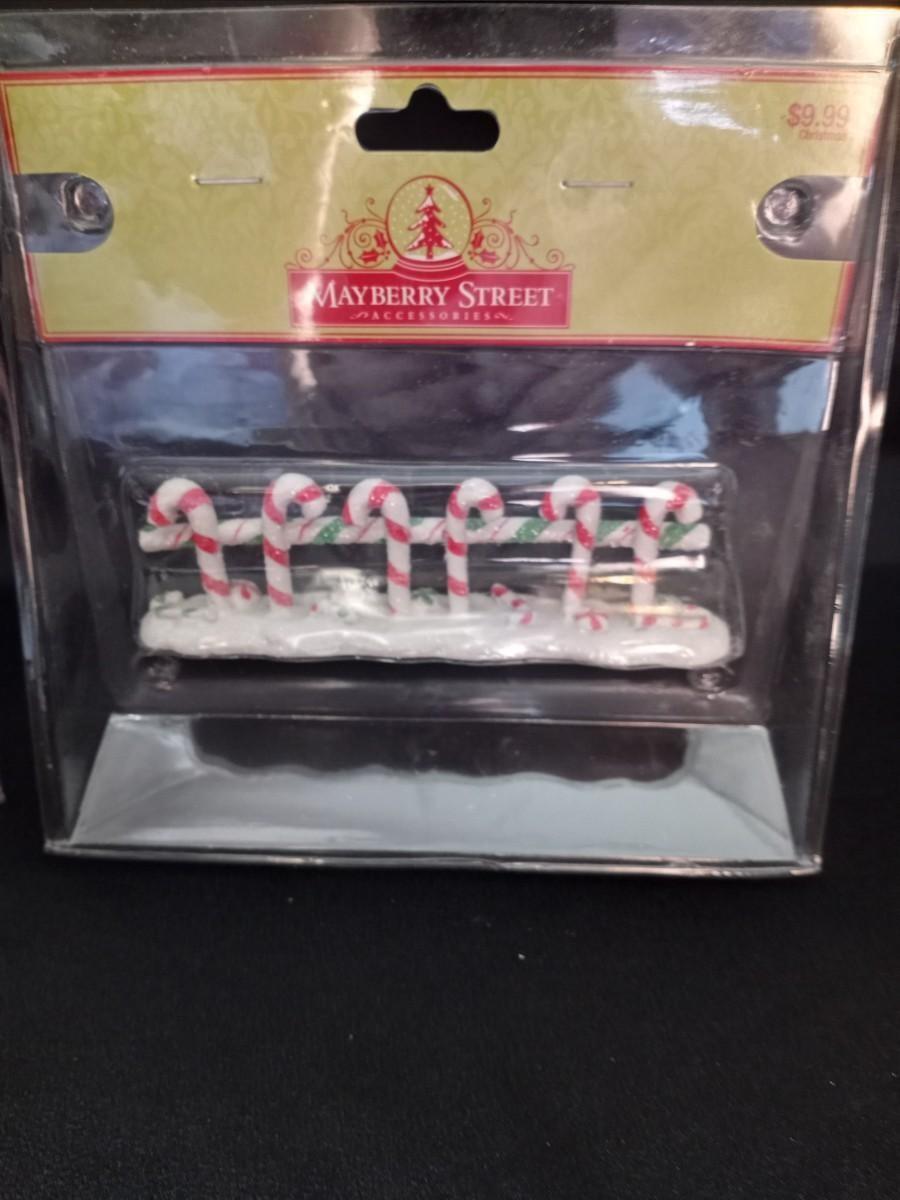 $9.99
Christmas
MAYBERRY STREET
ACCESSORIES